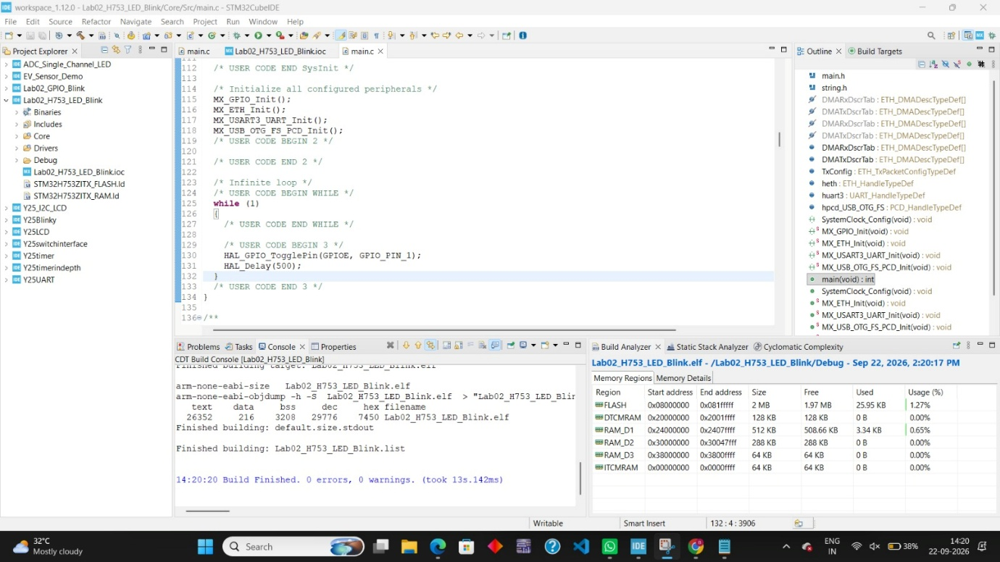 workspace_1.12.0 - Lab02_H753_LED_Blink/Core/Src/main.c - STM32CubeIDE
File Edit Source Refactor Navigate Search Project Run Window Help
Project Explorer
ADC_Single_Channel_LED
EV_Sensor_Demo
Lab02_GPIO_Blink
Lab02_H753_LED_Blink
Binaries
Includes
Core
Drivers
Debug
Lab02_H753_LED_Blink.ioc
STM32H753ZITX_FLASH.ld
STM32H753ZITX_RAM.ld
Y25_I2C_LCD
Y25Blinky
Y25LCD
Y25switchinterface
Y25timer
Y25timerindepth
Y25UART
main.c Lab02_H753_LED_Blink.ioc main.c
112 /* USER CODE END SysInit */
113
114 /* Initialize all configured peripherals */
115 MX_GPIO_Init();
116 MX_ETH_Init();
117 MX_USART3_UART_Init();
118 MX_USB_OTG_FS_PCD_Init();
119 /* USER CODE BEGIN 2 */
120
121 /* USER CODE END 2 */
122
123 /* Infinite loop */
124 /* USER CODE BEGIN WHILE */
125 while (1)
126 {
127 /* USER CODE END WHILE */
128
129 /* USER CODE BEGIN 3 */
130 HAL_GPIO_TogglePin(GPIOE, GPIO_PIN_1);
131 HAL_Delay(500);
132 }
133 /* USER CODE END 3 */
134 }
135
136 /**
Outline Build Targets
main.h
string.h
DMARxDscrTab : ETH_DMADescTypeDef[]
DMATxDscrTab : ETH_DMADescTypeDef[]
DMARxDscrTab : ETH_DMADescTypeDef[]
DMATxDscrTab : ETH_DMADescTypeDef[]
DMARxDscrTab : ETH_DMADescTypeDef[]
DMATxDscrTab : ETH_DMADescTypeDef[]
TxConfig : ETH_TxPacketConfigTypeDef
heth : ETH_HandleTypeDef
huart3 : UART_HandleTypeDef
hpcd_USB_OTG_FS : PCD_HandleTypeDef
SystemClock_Config(void) : void
MX_GPIO_Init(void) : void
MX_ETH_Init(void) : void
MX_USART3_UART_Init(void) : void
MX_USB_OTG_FS_PCD_Init(void) : void
main(void) : int
SystemClock_Config(void) : void
MX_ETH_Init(void) : void
MX_USART3_UART_Init(void) : void
MX_USB_OTG_FS_PCD_Init(void) : void
Problems Tasks Console Properties
CDT Build Console [Lab02_H753_LED_Blink]
Finished building target: Lab02_H753_LED_Blink.elf
arm-none-eabi-size Lab02_H753_LED_Blink.elf
arm-none-eabi-objdump -h -S Lab02_H753_LED_Blink.elf > "Lab02_H753_LED_Blin
text data bss dec hex filename
26352 216 3208 29776 7450 Lab02_H753_LED_Blink.elf
Finished building: default.size.stdout
Finished building: Lab02_H753_LED_Blink.list
14:20:20 Build Finished. 0 errors, 0 warnings. (took 13s.142ms)
Build Analyzer Static Stack Analyzer Cyclomatic Complexity
Lab02_H753_LED_Blink.elf - /Lab02_H753_LED_Blink/Debug - Sep 22, 2026, 2:20:17 PM
Memory Regions Memory Details
Region Start address End address Size Free Used Usage (%)
FLASH 0x08000000 0x081fffff 2 MB 1.97 MB 25.95 KB 1.27%
DTCMRAM 0x20000000 0x2001ffff 128 KB 128 KB 0 B 0.00%
RAM_D1 0x24000000 0x2407ffff 512 KB 508.66 KB 3.34 KB 0.65%
RAM_D2 0x30000000 0x30047fff 288 KB 288 KB 0 B 0.00%
RAM_D3 0x38000000 0x3800ffff 64 KB 64 KB 0 B 0.00%
ITCMRAM 0x00000000 0x0000ffff 64 KB 64 KB 0 B 0.00%
Writable Smart Insert 132 : 4 : 3906
32°C
Mostly cloudy
Search
ENG
IN
38%
14:20
22-09-2026